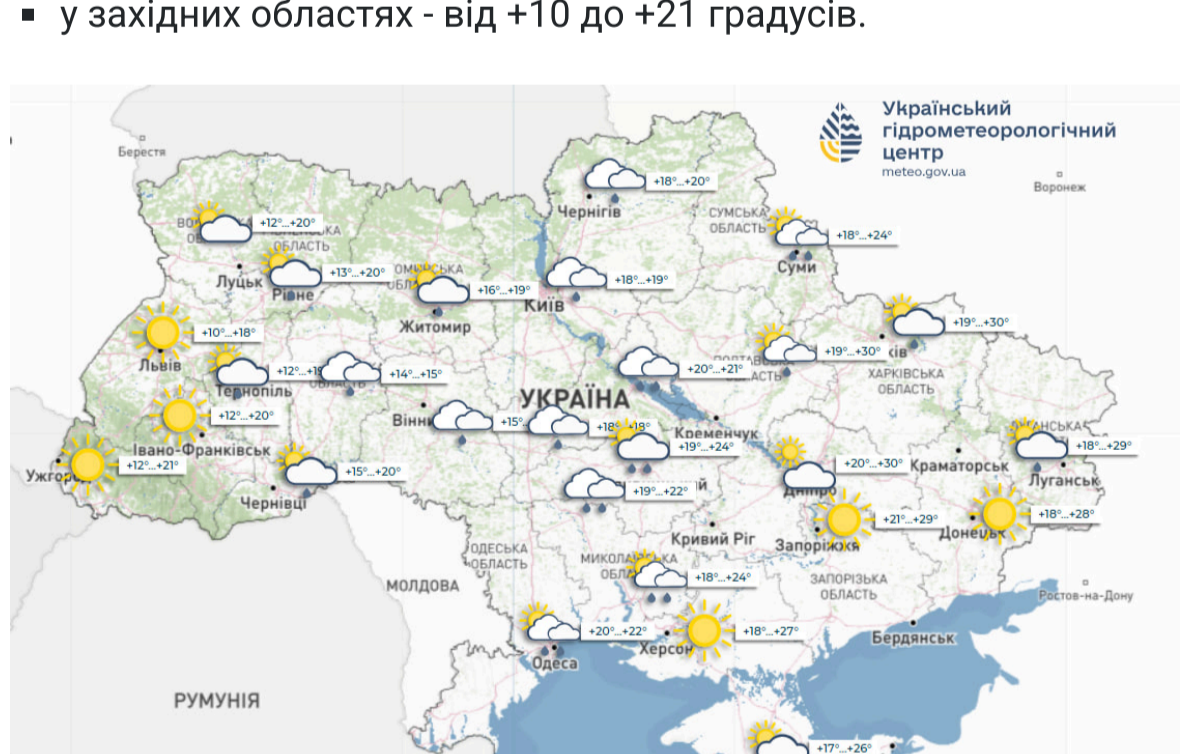 ▪ у західних областях - від +10 до +21 градусів.
Український
гідрометеорологічний
центр
meteo.gov.ua
Берестя
Воронеж
+18°...+20°
Чернігів
СУМСЬКА
ОБЛАСТЬ
+12°...+20°
ОБЛАСТЬ
+18°...+24°
Суми
Луцьк
+13°...+20°
Рівне
+16°...+19°
Житомир
+18°...+19°
Київ
+10°...+18°
Львів
+19°...+30°
+19°...+30°
ХАРКІВСЬКА
ОБЛАСТЬ
Тернопіль
+14°...+15°
+20°...+21°
УКРАЇНА
+12°...+20°
+15°
Кременчук
+19°...+24°
Івано-Франківськ
+12°...+21°
+15°...+20°
Чернівці
+19°...+22°
+20°...+30°
Дніпро
Краматорськ
+18°...+29°
Луганськ
+21°...+29°
Запоріжжя
+18°...+28°
Донецьк
Кривий Ріг
ОДЕСЬКА
ОБЛАСТЬ
МОЛДОВА
+18°...+24°
ЗАПОРІЗЬКА
ОБЛАСТЬ
Ростов-на-Дону
+20°...+22°
Одеса
Херсон
+18°...+27°
Бердянськ
РУМУНІЯ
+17°...+26°